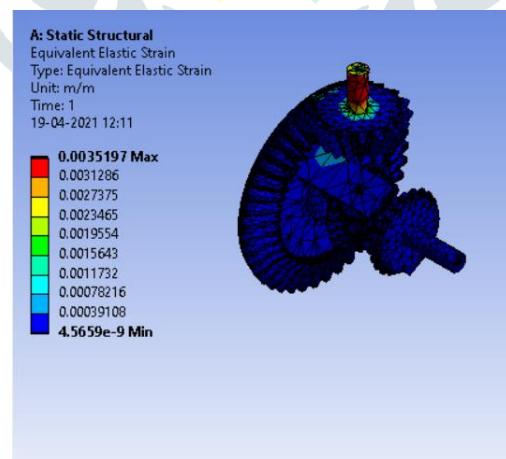 A: Static Structural
Equivalent Elastic Strain
Type: Equivalent Elastic Strain
Unit: m/m
Time: 1
19-04-2021 12:11
0.0035197 Max
0.0031286
0.0027375
0.0023465
0.0019554
0.0015643
0.0011732
0.00078216
0.00039108
4.5659e-9 Min